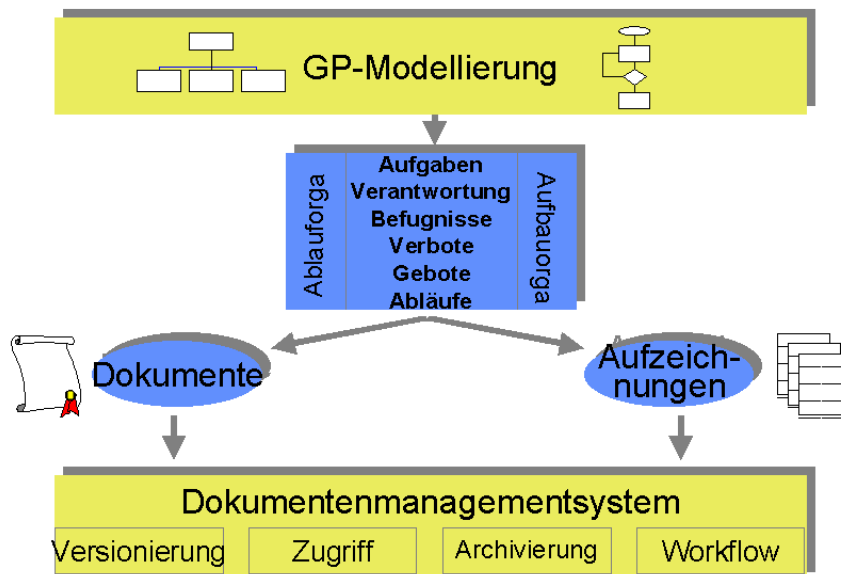 GP-Modellierung
Ablauforga
Aufgaben
Verantwortung
Befugnisse
Verbote
Gebote
Abläufe
Aufbauorga
Dokumente
Aufzeich-
nungen
Dokumentenmanagementsystem
Versionierung
Zugriff
Archivierung
Workflow